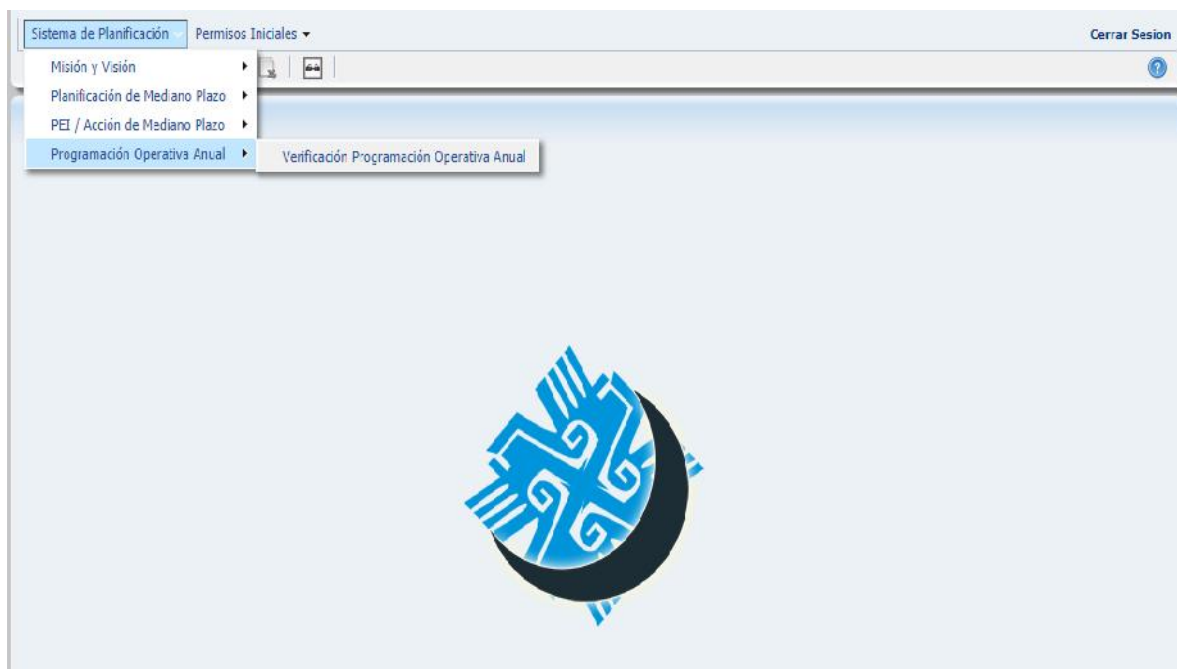 Sistema de Planificación Permisos Iniciales Cerrar Sesion
Misión y Visión
Planificación de Mediano Plazo
PEI / Acción de Mediano Plazo
Programación Operativa Anual Verificación Programación Operativa Anual